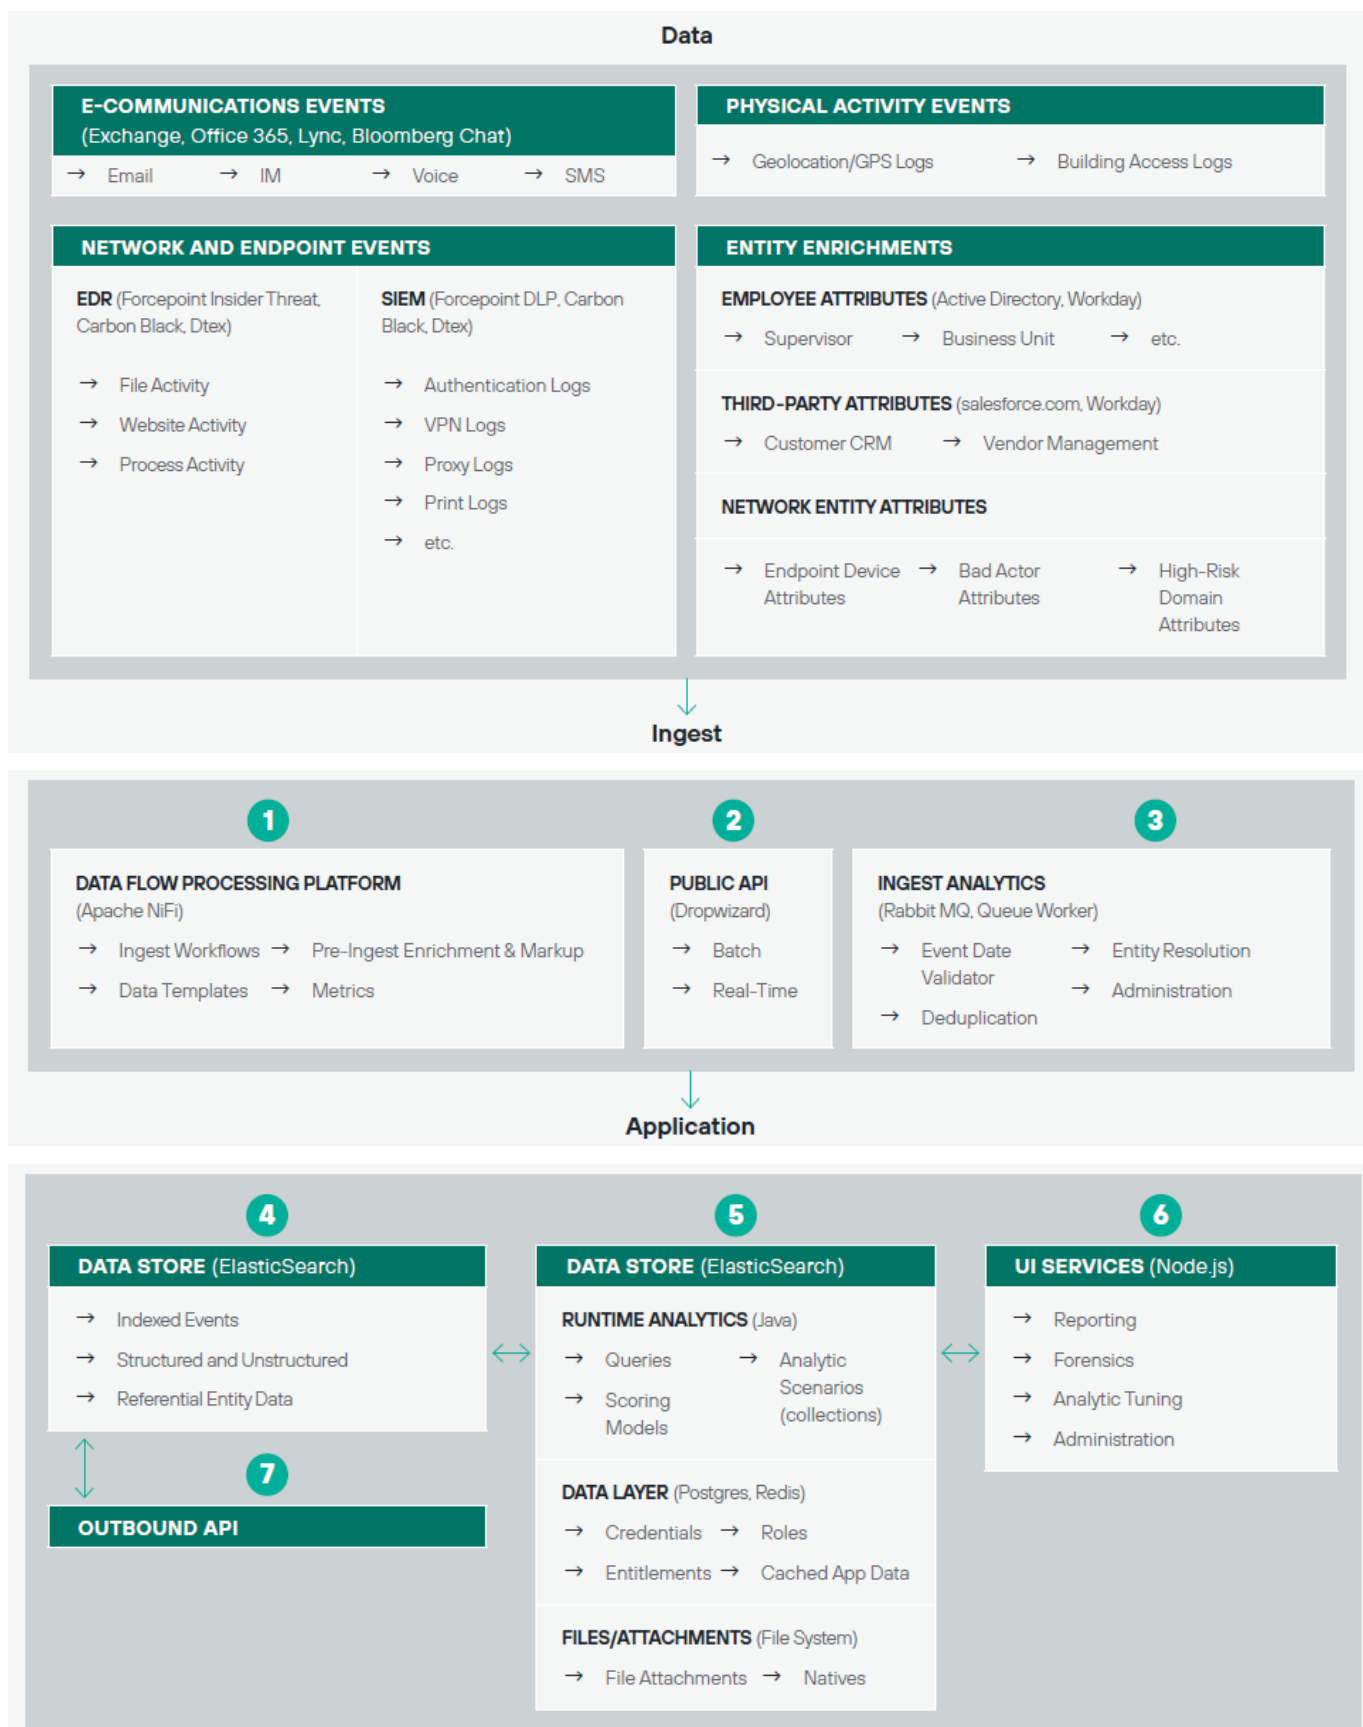 Data
E-COMMUNICATIONS EVENTS
(Exchange, Office 365, Lync, Bloomberg Chat)
→ Email → IM → Voice → SMS
PHYSICAL ACTIVITY EVENTS
→ Geolocation/GPS Logs → Building Access Logs
NETWORK AND ENDPOINT EVENTS
EDR (Forcepoint Insider Threat,
Carbon Black, Dtex)
→ File Activity
→ Website Activity
→ Process Activity
SIEM (Forcepoint DLP, Carbon
Black, Dtex)
→ Authentication Logs
→ VPN Logs
→ Proxy Logs
→ Print Logs
→ etc.
ENTITY ENRICHMENTS
EMPLOYEE ATTRIBUTES (Active Directory, Workday)
→ Supervisor → Business Unit → etc.
THIRD-PARTY ATTRIBUTES (salesforce.com, Workday)
→ Customer CRM → Vendor Management
NETWORK ENTITY ATTRIBUTES
→ Endpoint Device
Attributes
→ Bad Actor
Attributes
→ High-Risk
Domain
Attributes
Ingest
1
DATA FLOW PROCESSING PLATFORM
(Apache NiFi)
→ Ingest Workflows → Pre-Ingest Enrichment & Markup
→ Data Templates → Metrics
2
PUBLIC API
(Dropwizard)
→ Batch
→ Real-Time
3
INGEST ANALYTICS
(Rabbit MQ, Queue Worker)
→ Event Date
Validator
→ Deduplication
→ Entity Resolution
→ Administration
Application
4
DATA STORE (ElasticSearch)
→ Indexed Events
→ Structured and Unstructured
→ Referential Entity Data
7
OUTBOUND API
5
DATA STORE (ElasticSearch)
RUNTIME ANALYTICS (Java)
→ Queries
→ Scoring
Models
→ Analytic
Scenarios
(collections)
DATA LAYER (Postgres, Redis)
→ Credentials → Roles
→ Entitlements → Cached App Data
FILES/ATTACHMENTS (File System)
→ File Attachments → Natives
6
UI SERVICES (Node.js)
→ Reporting
→ Forensics
→ Analytic Tuning
→ Administration